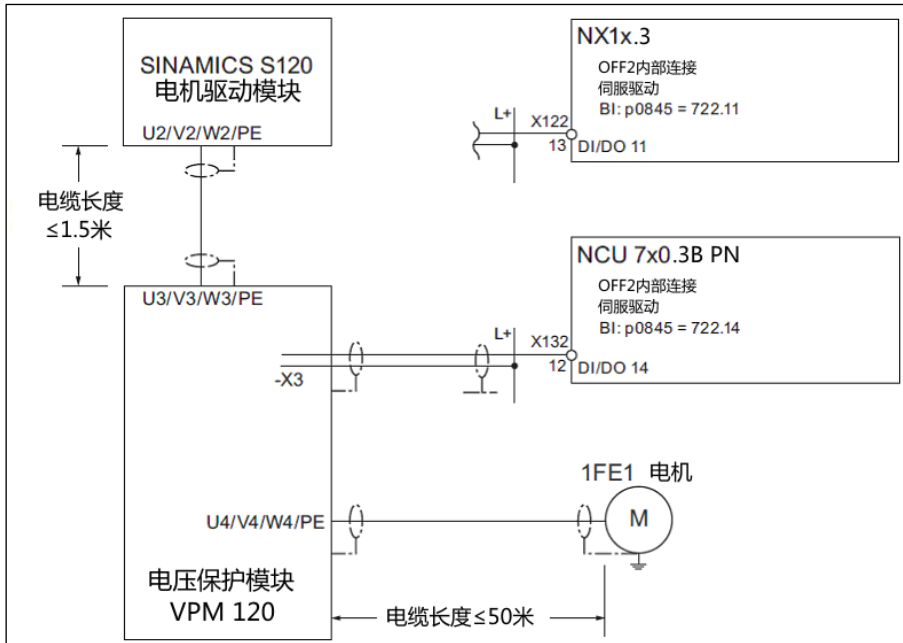 SINAMICS S120
电机驱动模块
U2/V2/W2/PE
电缆长度
≤1.5米
U3/V3/W3/PE
-X3
U4/V4/W4/PE
电压保护模块
VPM 120
NX1x.3
OFF2内部连接
伺服驱动
BI: p0845 = 722.11
L+
X122
13
DI/DO 11
NCU 7x0.3B PN
OFF2内部连接
伺服驱动
BI: p0845 = 722.14
L+
X132
12
DI/DO 14
1FE1 电机
M
电缆长度≤50米